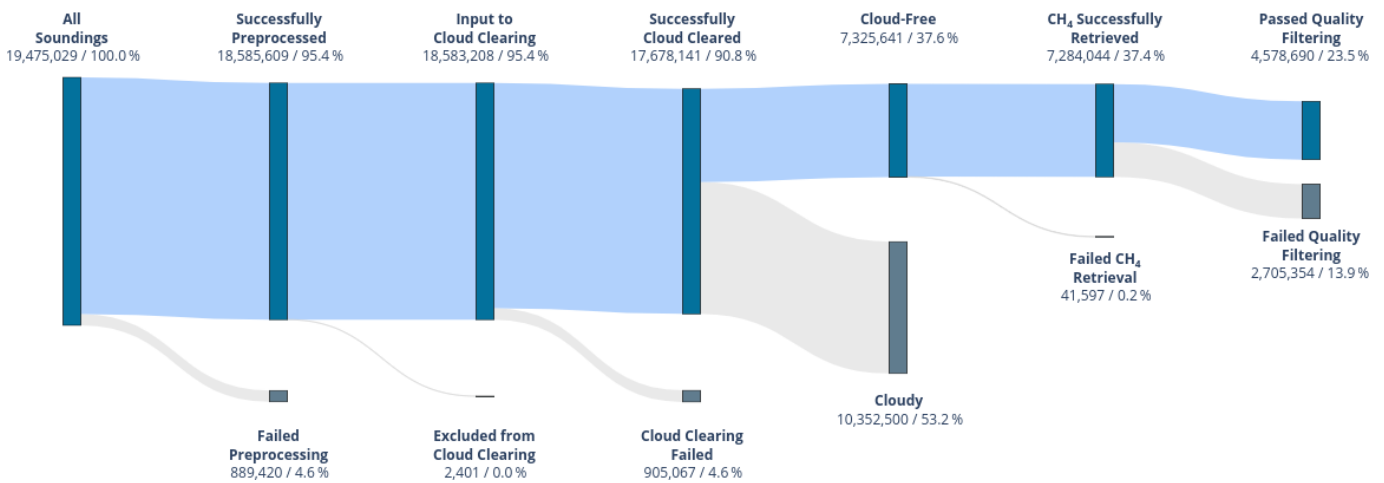 All
Soundings
19,475,029 / 100.0 %
Successfully
Preprocessed
18,585,609 / 95.4 %
Input to
Cloud Clearing
18,583,208 / 95.4 %
Successfully
Cloud Cleared
17,678,141 / 90.8 %
Cloud-Free
7,325,641 / 37.6 %
CH₄ Successfully
Retrieved
7,284,044 / 37.4 %
Passed Quality
Filtering
4,578,690 / 23.5 %
Failed Quality
Filtering
2,705,354 / 13.9 %
Failed CH₄
Retrieval
41,597 / 0.2 %
Cloudy
10,352,500 / 53.2 %
Failed
Preprocessing
889,420 / 4.6 %
Excluded from
Cloud Clearing
2,401 / 0.0 %
Cloud Clearing
Failed
905,067 / 4.6 %